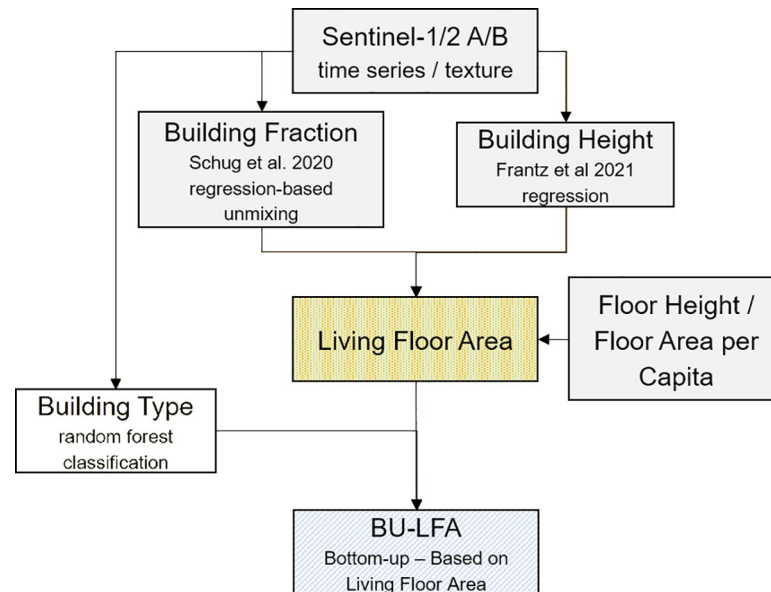 Sentinel-1/2 A/B
time series / texture
Building Fraction
Schug et al. 2020
regression-based
unmixing
Building Height
Frantz et al 2021
regression
Living Floor Area
Floor Height /
Floor Area per
Capita
Building Type
random forest
classification
BU-LFA
Bottom-up – Based on
Living Floor Area